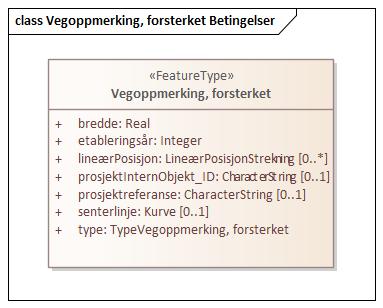 class Vegoppmerking, forsterket Betingelser
«FeatureType»
Vegoppmerking, forsterket
+ bredde: Real
+ etableringsår: Integer
+ lineærPosisjon: LineærPosisjonStrekning [0..*]
+ prosjektInternObjekt_ID: CharacterString [0..1]
+ prosjektreferanse: CharacterString [0..1]
+ senterlinje: Kurve [0..1]
+ type: TypeVegoppmerking, forsterket